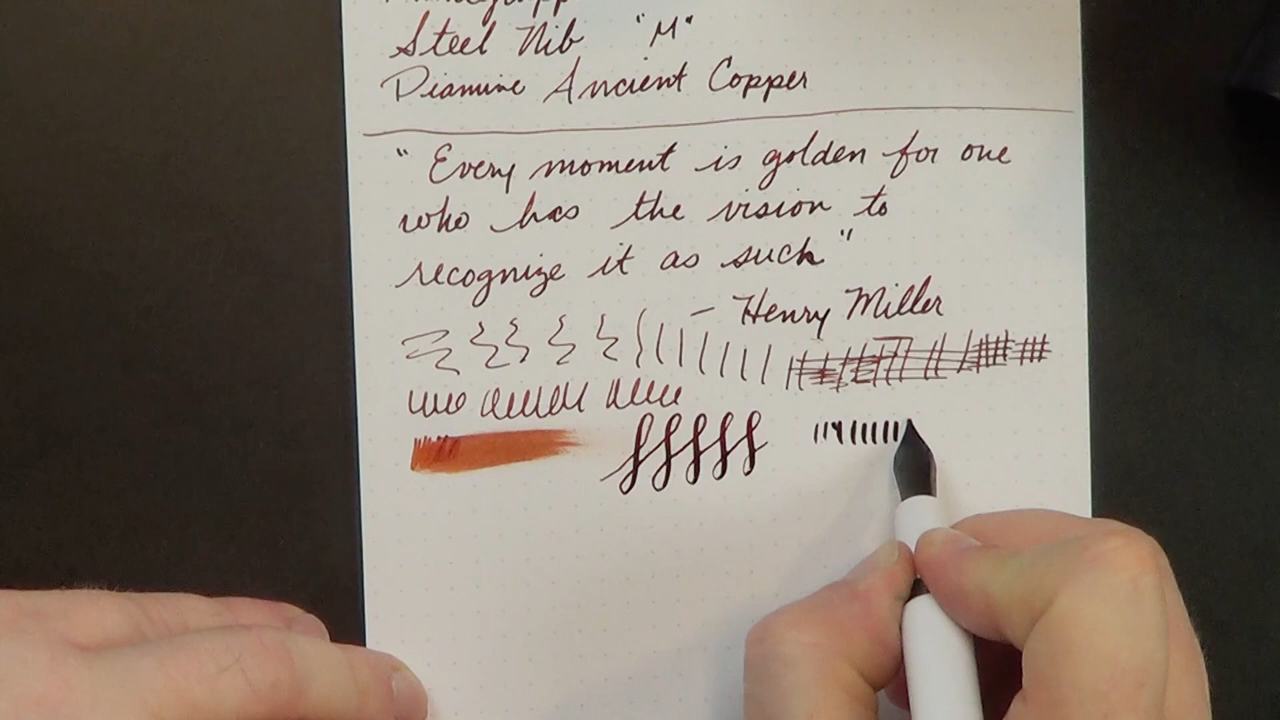 Steel Nib "M"
Diamine Ancient Copper
"Every moment is golden for one
who has the vision to
recognize it as such"
- Henry Miller